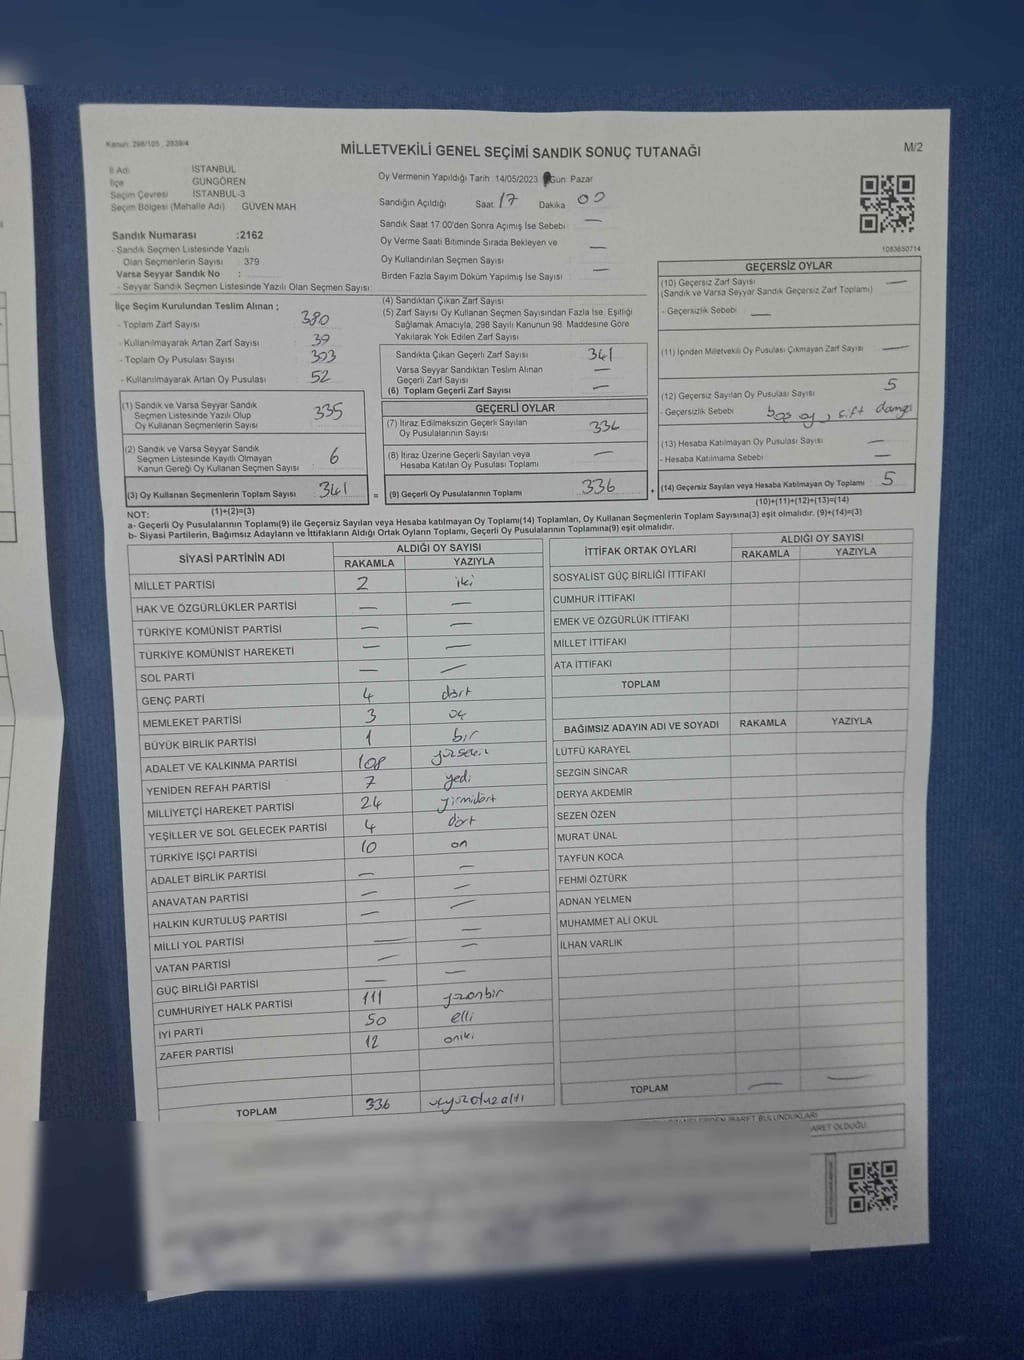 Kanun: 298/105 , 2839/4
MİLLETVEKİLİ GENEL SEÇİMİ SANDIK SONUÇ TUTANAĞI
M/2
İl Adı İSTANBUL
İlçe GÜNGÖREN
Seçim Çevresi İSTANBUL-3
Seçim Bölgesi (Mahalle Adı) GÜVEN MAH
Sandık Numarası :2162
- Sandık Seçmen Listesinde Yazılı
Olan Seçmenlerin Sayısı : 379
Varsa Seyyar Sandık No :
- Seyyar Sandık Seçmen Listesinde Yazılı Olan Seçmen Sayısı:
Oy Vermenin Yapıldığı Tarih 14/05/2023 Gün Pazar
Sandığın Açıldığı Saat 17 Dakika 00
Sandık Saat 17:00'den Sonra Açımış İse Sebebi —
Oy Verme Saati Bitiminde Sırada Bekleyen ve
Oy Kullandırılan Seçmen Sayısı —
Birden Fazla Sayım Döküm Yapılmış İse Sayısı —
1083650714
İlçe Seçim Kurulundan Teslim Alınan ;
- Toplam Zarf Sayısı 380
- Kullanılmayarak Artan Zarf Sayısı 39
- Toplam Oy Pusulası Sayısı 393
- Kullanılmayarak Artan Oy Pusulası 52
(1) Sandık ve Varsa Seyyar Sandık
Seçmen Listesinde Yazılı Olup
Oy Kullanan Seçmenlerin Sayısı 335
(2) Sandık ve Varsa Seyyar Sandık
Seçmen Listesinde Kayıtlı Olmayan
Kanun Gereği Oy Kullanan Seçmen Sayısı 6
(3) Oy Kullanan Seçmenlerin Toplam Sayısı 341
(4) Sandıktan Çıkan Zarf Sayısı
(5) Zarf Sayısı Oy Kullanan Seçmen Sayısından Fazla İse, Eşitliği
Sağlamak Amacıyla, 298 Sayılı Kanunun 98. Maddesine Göre
Yakılarak Yok Edilen Zarf Sayısı
Sandıkta Çıkan Geçerli Zarf Sayısı 341
Varsa Seyyar Sandıktan Teslim Alınan
Geçerli Zarf Sayısı —
(6) Toplam Geçerli Zarf Sayısı —
GEÇERLİ OYLAR
(7) İtiraz Edilmeksizin Geçerli Sayılan
Oy Pusulalarının Sayısı 336
(8) İtiraz Üzerine Geçerli Sayılan veya
Hesaba Katılan Oy Pusulası Toplamı —
= (9) Geçerli Oy Pusulalarının Toplamı 336 +
GEÇERSİZ OYLAR
(10) Geçersiz Zarf Sayısı —
(Sandık ve Varsa Seyyar Sandık Geçersiz Zarf Toplamı)
- Geçersizlik Sebebi —
(11) İçinden Milletvekili Oy Pusulası Çıkmayan Zarf Sayısı —
(12) Geçersiz Sayılan Oy Pusulası Sayısı 5
- Geçersizlik Sebebi boş oy, çift damga
(13) Hesaba Katılmayan Oy Pusulası Sayısı —
- Hesaba Katılmama Sebebi —
(14) Geçersiz Sayılan veya Hesaba Katılmayan Oy Toplamı 5
NOT: (1)+(2)=(3) (10)+(11)+(12)+(13)=(14)
a- Geçerli Oy Pusulalarının Toplamı(9) ile Geçersiz Sayılan veya Hesaba katılmayan Oy Toplamı(14) Toplamları, Oy Kullanan Seçmenlerin Toplam Sayısına(3) eşit olmalıdır. (9)+(14)=(3)
b- Siyasi Partilerin, Bağımsız Adayların ve İttifakların Aldığı Ortak Oyların Toplamı, Geçerli Oy Pusulalarının Toplamına(9) eşit olmalıdır.
SİYASİ PARTİNİN ADI ALDIĞI OY SAYISI
RAKAMLA YAZIYLA
MİLLET PARTİSİ 2 iki
HAK VE ÖZGÜRLÜKLER PARTİSİ — —
TÜRKİYE KOMÜNİST PARTİSİ — —
TÜRKİYE KOMÜNİST HAREKETİ — —
SOL PARTİ — —
GENÇ PARTİ 4 dört
MEMLEKET PARTİSİ 3 üç
BÜYÜK BİRLİK PARTİSİ 1 bir
ADALET VE KALKINMA PARTİSİ 108 yüzsekiz
YENİDEN REFAH PARTİSİ 7 yedi
MİLLİYETÇİ HAREKET PARTİSİ 24 yirmidört
YEŞİLLER VE SOL GELECEK PARTİSİ 4 dört
TÜRKİYE İŞÇİ PARTİSİ 10 on
ADALET BİRLİK PARTİSİ — —
ANAVATAN PARTİSİ — —
HALKIN KURTULUŞ PARTİSİ — —
MİLLİ YOL PARTİSİ — —
VATAN PARTİSİ — —
GÜÇ BİRLİĞİ PARTİSİ — —
CUMHURİYET HALK PARTİSİ 111 yüzonbir
İYİ PARTİ 50 elli
ZAFER PARTİSİ 12 oniki
TOPLAM 336 üçyüzotuzaltı
İTTİFAK ORTAK OYLARI ALDIĞI OY SAYISI
RAKAMLA YAZIYLA
SOSYALİST GÜÇ BİRLİĞİ İTTİFAKI
CUMHUR İTTİFAKI
EMEK VE ÖZGÜRLÜK İTTİFAKI
MİLLET İTTİFAKI
ATA İTTİFAKI
TOPLAM
BAĞIMSIZ ADAYIN ADI VE SOYADI RAKAMLA YAZIYLA
LÜTFÜ KARAYEL
SEZGİN SİNCAR
DERYA AKDEMİR
SEZEN ÖZEN
MURAT ÜNAL
TAYFUN KOCA
FEHMİ ÖZTÜRK
ADNAN YELMEN
MUHAMMET ALİ OKUL
İLHAN VARLIK
TOPLAM — —
İBARET BULUNDUKLARI
OLDUĞU